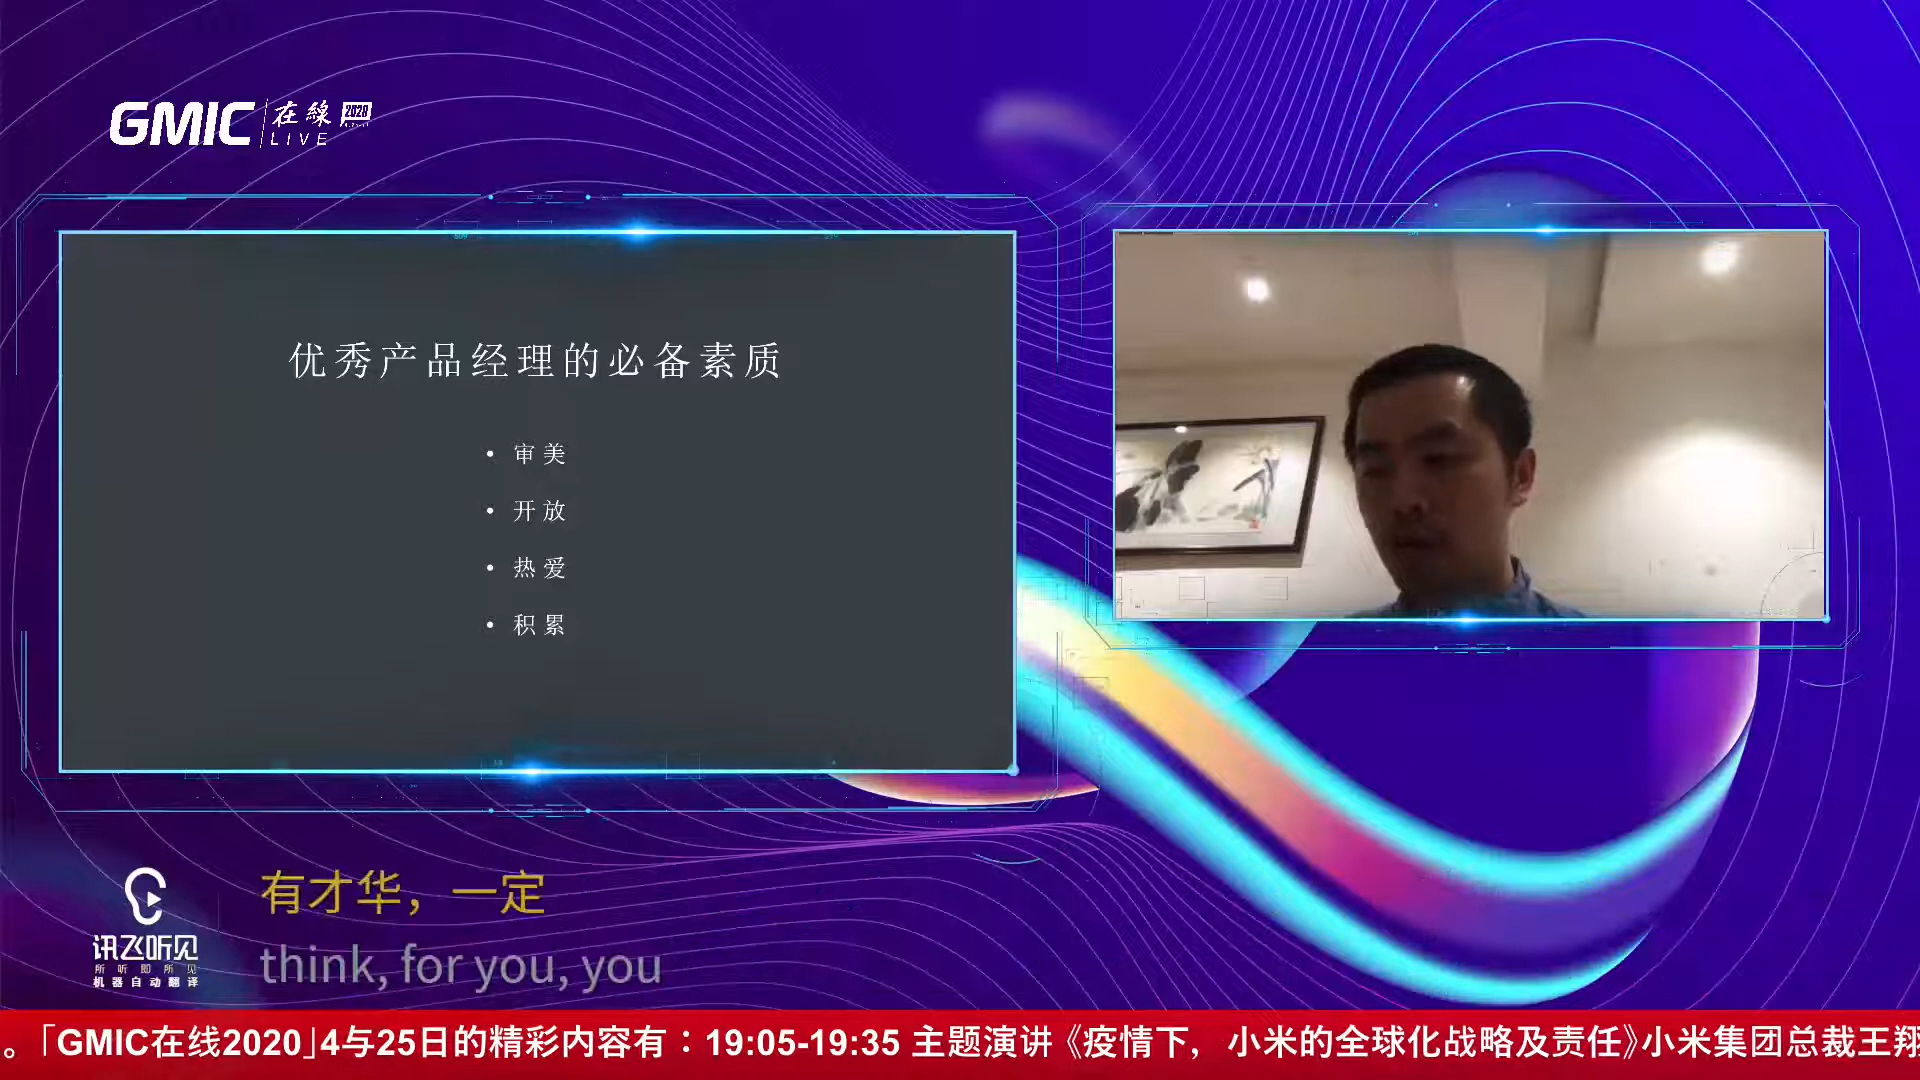 GMIC 在線 2020
LIVE
优秀产品经理的必备素质
• 审美
• 开放
• 热爱
• 积累
有才华，一定
think, for you, you
讯飞听见
所听即所见
机器自动翻译
。「GMIC在线2020」4与25日的精彩内容有：19:05-19:35 主题演讲《疫情下，小米的全球化战略及责任》小米集团总裁王翔